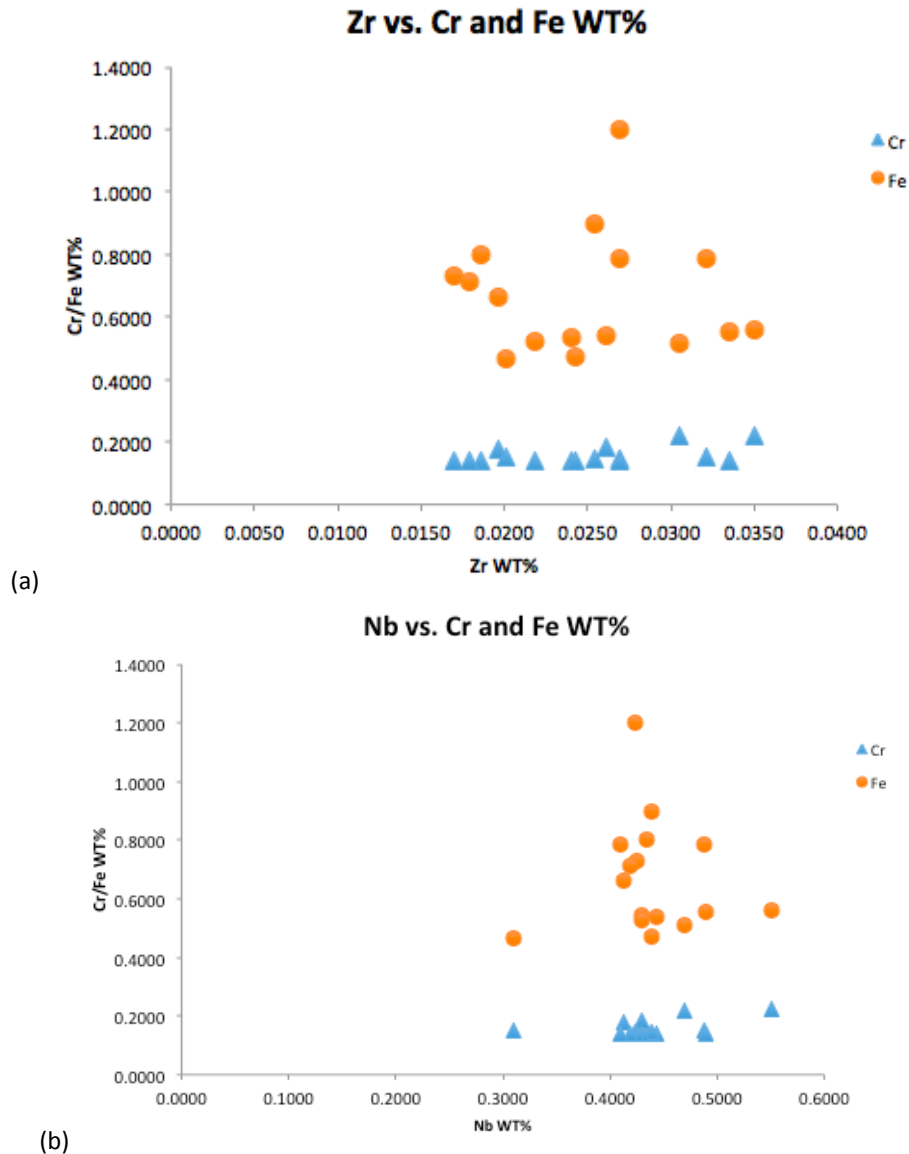 Zr vs. Cr and Fe WT%
1.4000
1.2000
1.0000
0.8000
0.6000
0.4000
0.2000
0.0000
Cr/Fe WT%
Cr
Fe
0.0000 0.0050 0.0100 0.0150 0.0200 0.0250 0.0300 0.0350 0.0400
Zr WT%
(a)
Nb vs. Cr and Fe WT%
1.4000
1.2000
1.0000
0.8000
0.6000
0.4000
0.2000
0.0000
Cr/Fe WT%
Cr
Fe
0.0000 0.1000 0.2000 0.3000 0.4000 0.5000 0.6000
Nb WT%
(b)